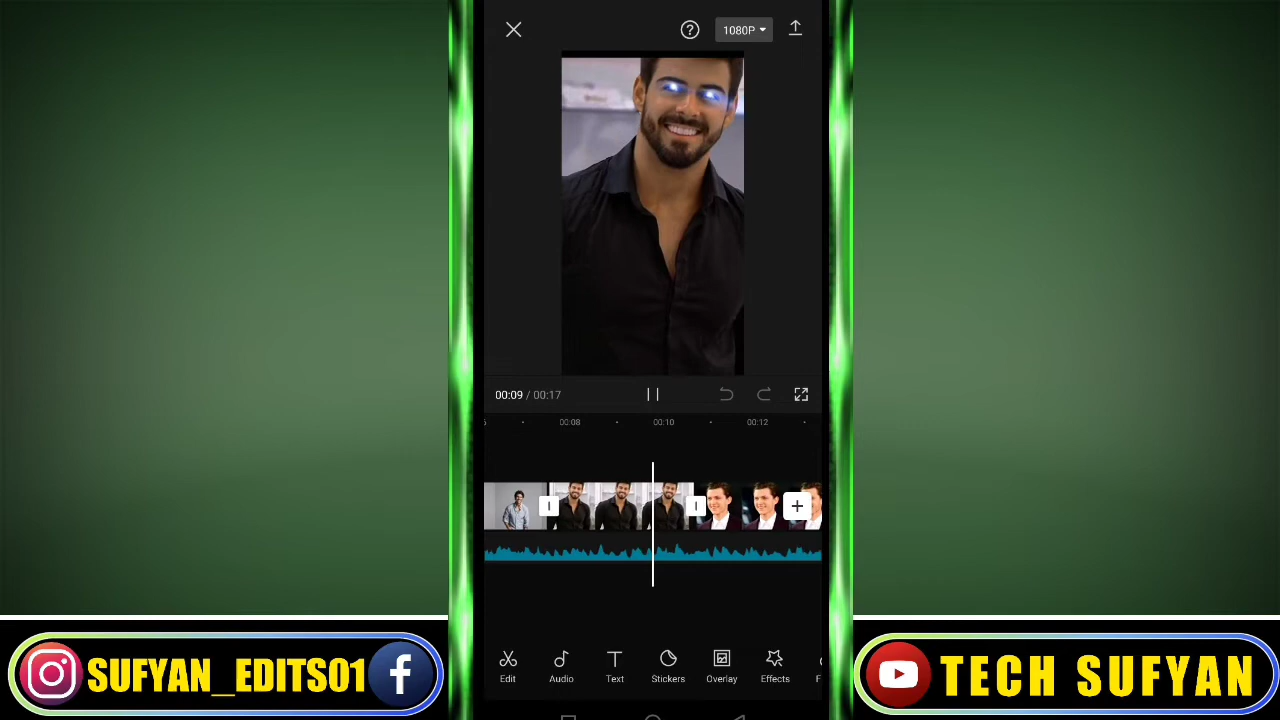 1080P
00:09 / 00:17
00:08
00:10
00:12
Edit
Audio
Text
Stickers
Overlay
Effects
F
SUFYAN_EDITS01
TECH SUFYAN